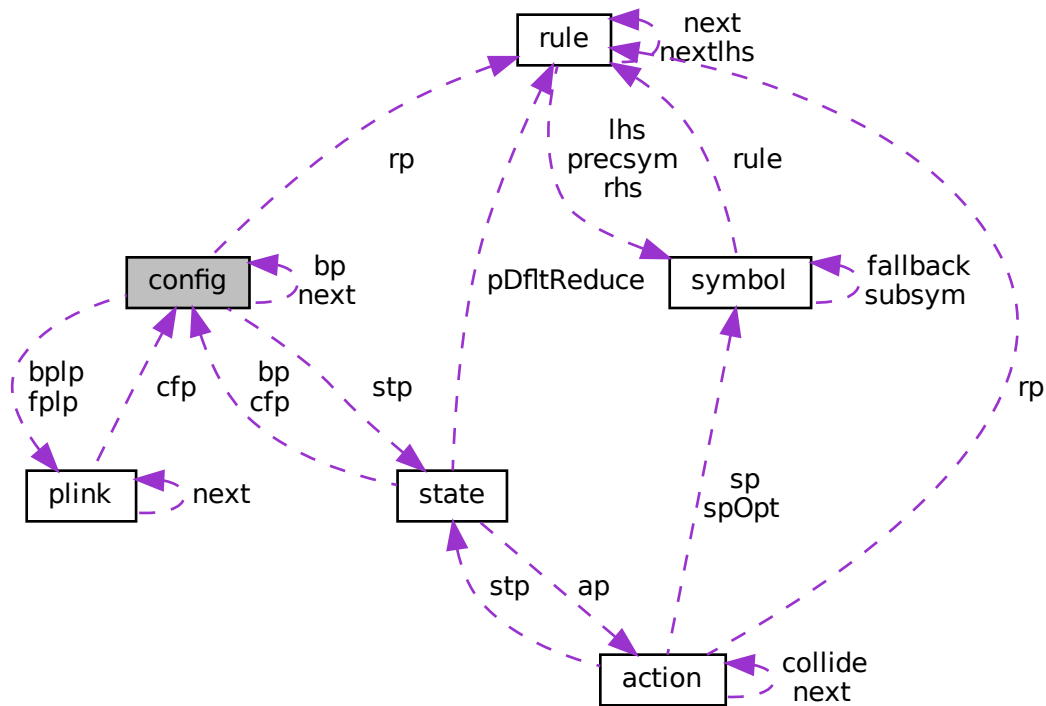 rule
next
nextlhs
lhs
precsym
rhs
rp
rule
config
bp
next
pDfltReduce
symbol
fallback
subsym
bplp
fplp
cfp
bp
cfp
stp
rp
plink
next
state
sp
spOpt
stp
ap
action
collide
next